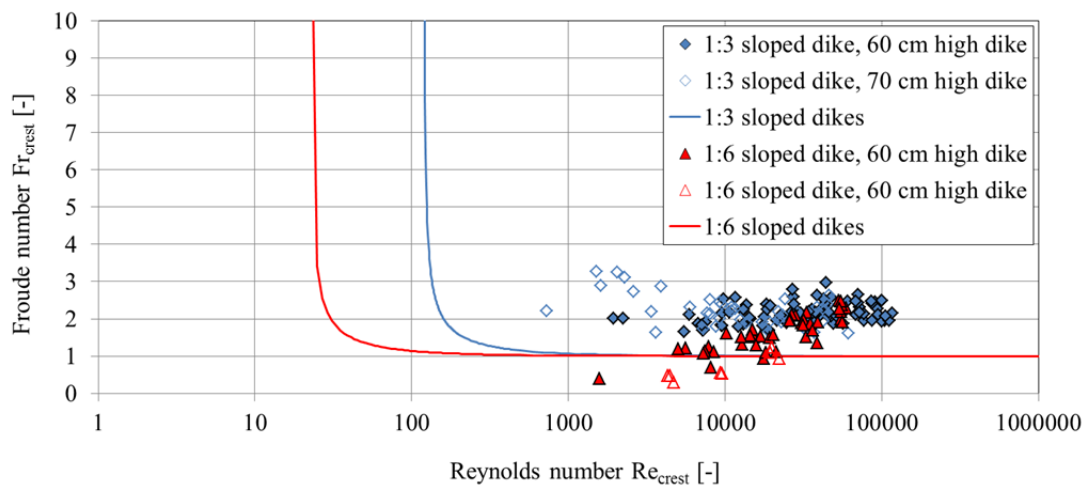 10
9
8
7
6
5
4
3
2
1
0
Froude number Fr_crest [-]
1:3 sloped dike, 60 cm high dike
1:3 sloped dike, 70 cm high dike
1:3 sloped dikes
1:6 sloped dike, 60 cm high dike
1:6 sloped dike, 60 cm high dike
1:6 sloped dikes
1 10 100 1000 10000 100000 1000000
Reynolds number Re_crest [-]